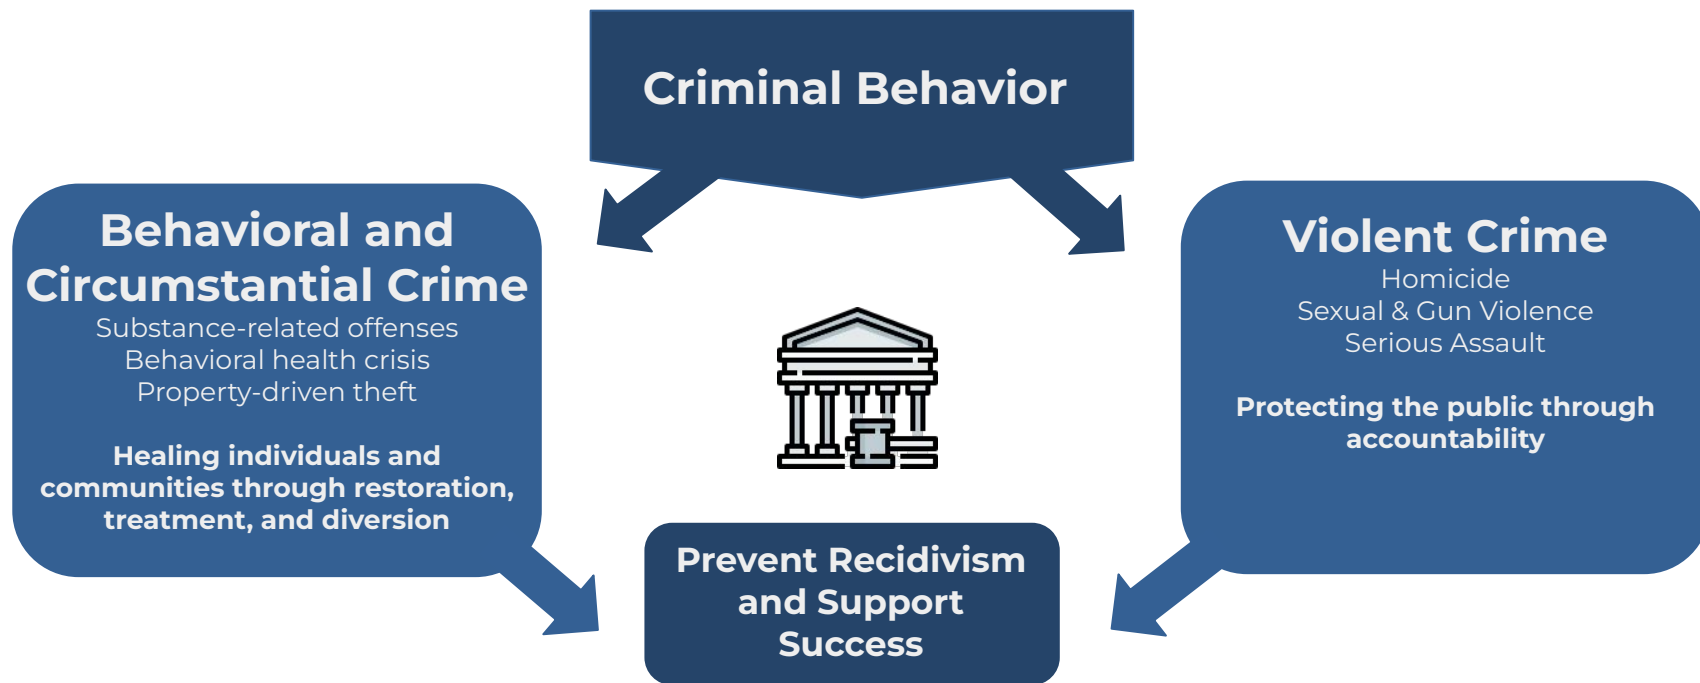 Criminal Behavior
Behavioral and
Circumstantial Crime
Substance-related offenses
Behavioral health crisis
Property-driven theft
Healing individuals and
communities through restoration,
treatment, and diversion
Violent Crime
Homicide
Sexual & Gun Violence
Serious Assault
Protecting the public through
accountability
Prevent Recidivism
and Support
Success